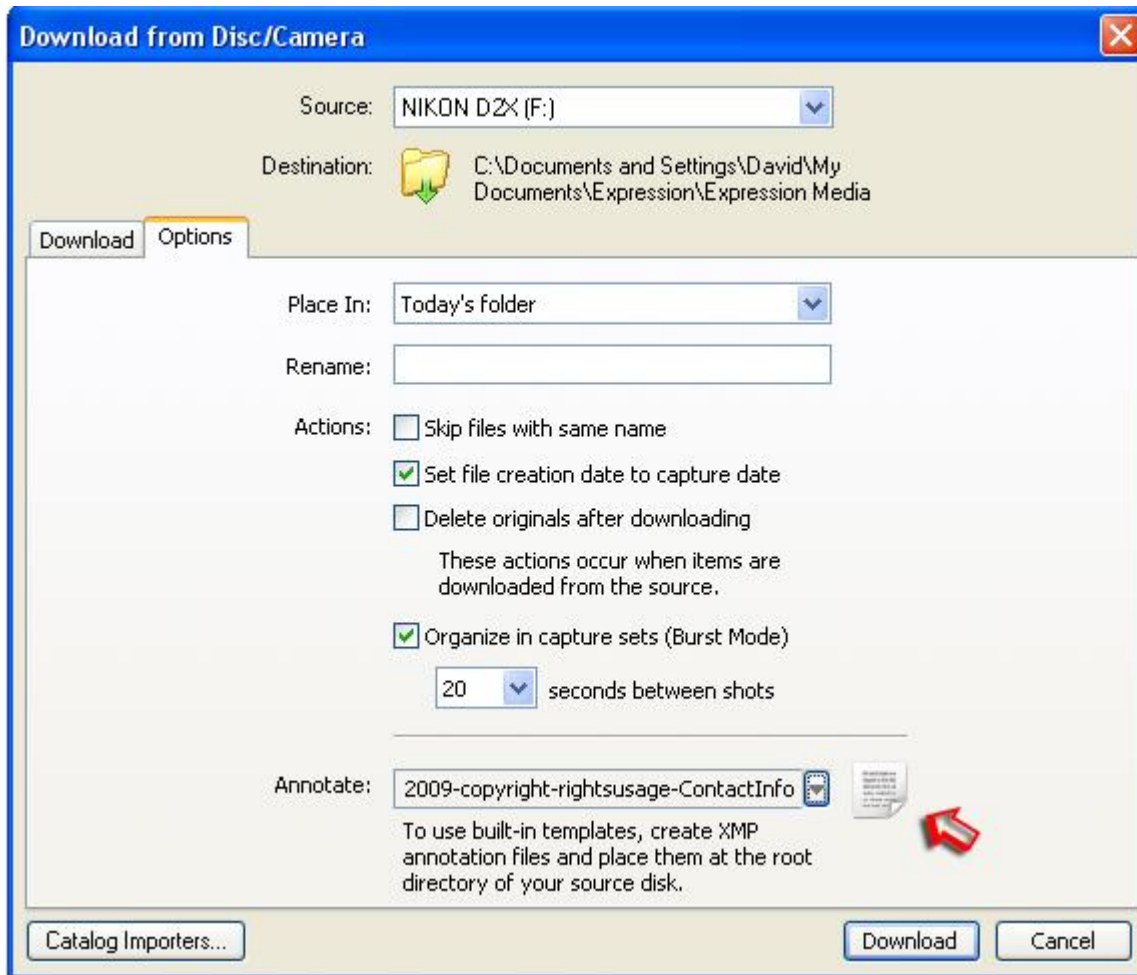 Download from Disc/Camera
Source: NIKON D2X (F:)
Destination: C:\Documents and Settings\David\My
Documents\Expression\Expression Media
Download Options
Place In: Today's folder
Rename:
Actions: Skip files with same name
Set file creation date to capture date
Delete originals after downloading
These actions occur when items are
downloaded from the source.
Organize in capture sets (Burst Mode)
20 seconds between shots
Annotate: 2009-copyright-rightsusage-ContactInfo
To use built-in templates, create XMP
annotation files and place them at the root
directory of your source disk.
Catalog Importers... Download Cancel